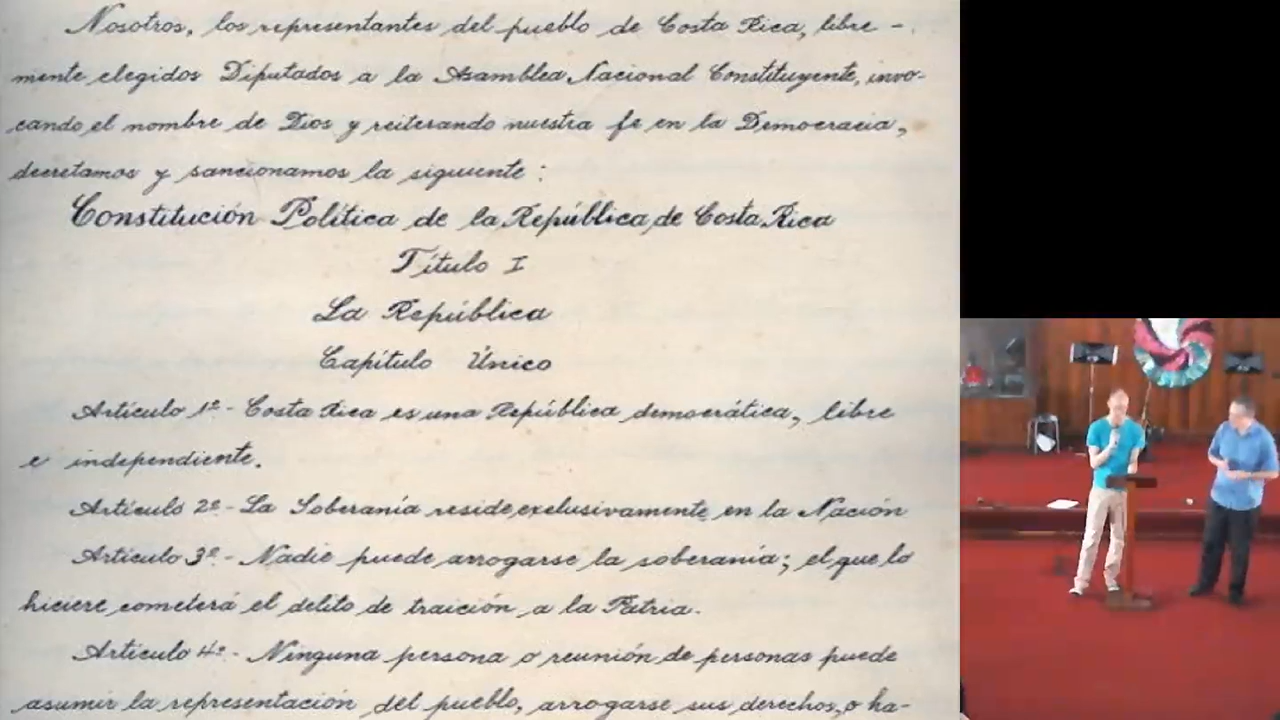 Nosotros, los representantes del pueblo de Costa Rica, libre -
mente elegidos Diputados a la Asamblea Nacional Constituyente, invo-
cando el nombre de Dios y reiterando nuestra fe en la Democracia,
decretamos y sancionamos la siguiente :
Constitución Política de la República de Costa Rica
Título I
La República
Capítulo Único
Artículo 1º- Costa Rica es una República democrática, libre
e independiente.
Artículo 2º- La Soberanía reside exclusivamente en la Nación
Artículo 3º- Nadie puede arrogarse la soberanía; el que lo
hiciere cometerá el delito de traición a la Patria.
Artículo 4º- Ninguna persona o reunión de personas puede
asumir la representación del pueblo, arrogarse sus derechos, o ha-